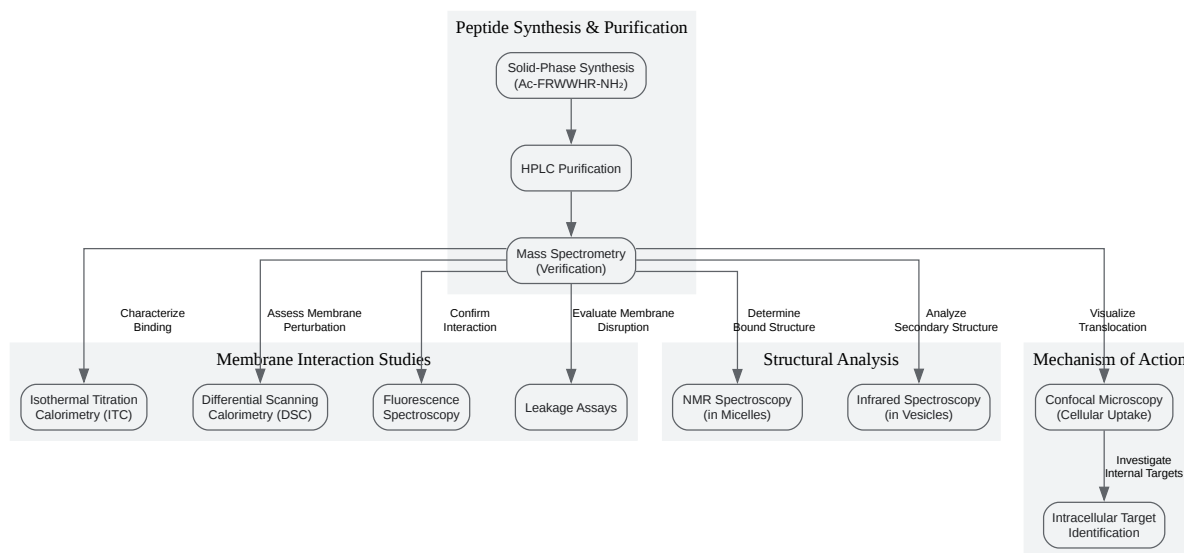 Peptide Synthesis & Purification
Solid-Phase Synthesis
(Ac-FRWWHR-NH₂)
HPLC Purification
Mass Spectrometry
(Verification)
Characterize
Binding
Assess Membrane
Perturbation
Confirm
Interaction
Evaluate Membrane
Disruption
Determine
Bound Structure
Analyze
Secondary Structure
Visualize
Translocation
Membrane Interaction Studies
Structural Analysis
Mechanism of Action
Isothermal Titration
Calorimetry (ITC)
Differential Scanning
Calorimetry (DSC)
Fluorescence
Spectroscopy
Leakage Assays
NMR Spectroscopy
(in Micelles)
Infrared Spectroscopy
(in Vesicles)
Confocal Microscopy
(Cellular Uptake)
Investigate
Internal Targets
Intracellular Target
Identification